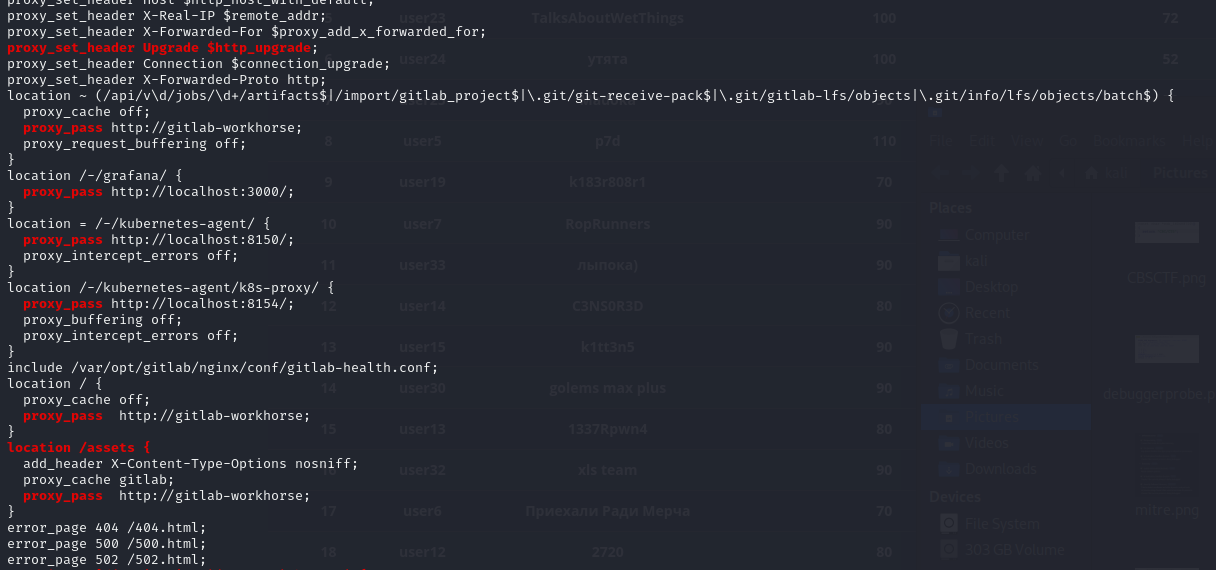 proxy_set_header Host $http_host_with_default;
proxy_set_header X-Real-IP $remote_addr;
proxy_set_header X-Forwarded-For $proxy_add_x_forwarded_for;
proxy_set_header Upgrade $http_upgrade;
proxy_set_header Connection $connection_upgrade;
proxy_set_header X-Forwarded-Proto http;
location ~ (/api/v\d/jobs/\d+/artifacts$|/import/gitlab_project$|\.git/git-receive-pack$|\.git/gitlab-lfs/objects|\.git/info/lfs/objects/batch$) {
  proxy_cache off;
  proxy_pass http://gitlab-workhorse;
  proxy_request_buffering off;
}
location /-/grafana/ {
  proxy_pass http://localhost:3000/;
}
location = /-/kubernetes-agent/ {
  proxy_pass http://localhost:8150/;
  proxy_intercept_errors off;
}
location /-/kubernetes-agent/k8s-proxy/ {
  proxy_pass http://localhost:8154/;
  proxy_buffering off;
  proxy_intercept_errors off;
}
include /var/opt/gitlab/nginx/conf/gitlab-health.conf;
location / {
  proxy_cache off;
  proxy_pass  http://gitlab-workhorse;
}
location /assets {
  add_header X-Content-Type-Options nosniff;
  proxy_cache gitlab;
  proxy_pass  http://gitlab-workhorse;
}
error_page 404 /404.html;
error_page 500 /500.html;
error_page 502 /502.html;
user23 TalksAboutWetThings 100 72
user24 утята 52
8 user5 p7d 110
9 user19 k183r808r1 70
10 user7 RopRunners 90
11 user33 лыпока) 90
12 user14 C3NS0R3D 80
13 user15 k1tt3n5 90
14 user30 golems max plus 90
15 user13 1337Rpwn4 80
user32 xls team 90
17 user6 Приехали Ради Мерча 70
18 user12 2720 80
File Edit View Go Bookmarks Help
kali Pictures
Places
Computer
kali
Desktop
Recent
Trash
Documents
Music
Pictures
Videos
Downloads
Devices
File System
303 GB Volume
CBSCTF.png
mitre.png